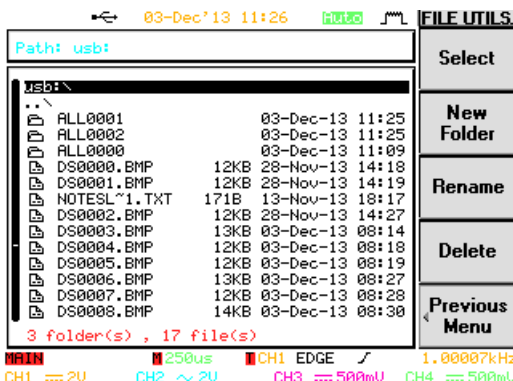 03-Dec'13 11:26 Auto FILE UTILS.
Path: usb:
Select
usb:\
..\
ALL0001 03-Dec-13 11:25
ALL0002 03-Dec-13 11:25
ALL0000 03-Dec-13 11:09
New
Folder
DS0000.BMP 12KB 28-Nov-13 14:18
DS0001.BMP 12KB 28-Nov-13 14:19
NOTESL~1.TXT 171B 13-Nov-13 18:17
DS0002.BMP 12KB 28-Nov-13 14:27
Rename
DS0003.BMP 13KB 03-Dec-13 08:14
DS0004.BMP 12KB 03-Dec-13 08:18
DS0005.BMP 12KB 03-Dec-13 08:19
Delete
DS0006.BMP 13KB 03-Dec-13 08:27
DS0007.BMP 12KB 03-Dec-13 08:28
DS0008.BMP 14KB 03-Dec-13 08:30
Previous
Menu
3 folder(s) , 17 file(s)
MAIN M 250us T CH1 EDGE 1.00007kHz
CH1 2V CH2 ~ 2V CH3 500mV CH4 500mV